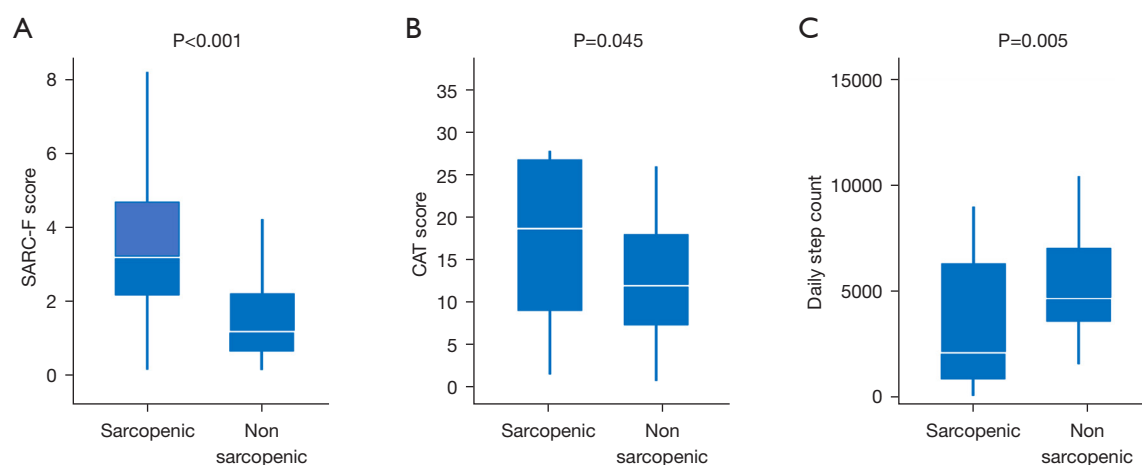 A
P<0.001
SARC-F score
8
6
4
2
0
Sarcopenic
Non
sarcopenic
B
P=0.045
CAT score
35
30
25
20
15
10
5
0
Sarcopenic
Non
sarcopenic
C
P=0.005
Daily step count
15000
10000
5000
0
Sarcopenic
Non
sarcopenic